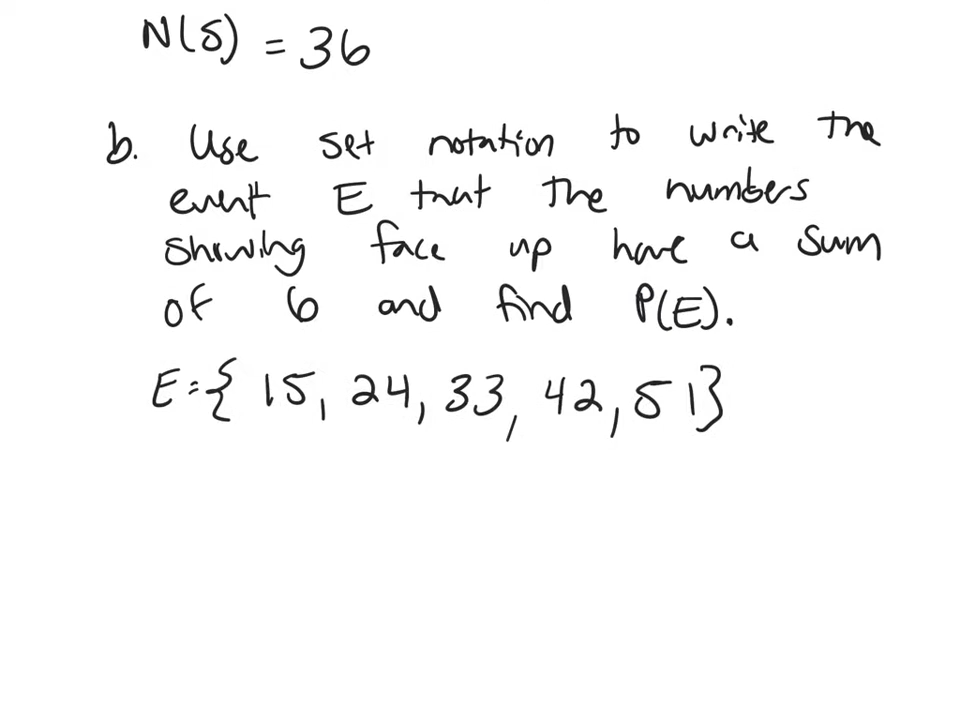 N(S) = 36
b. Use set notation to write the
event E that the numbers
showing face up have a sum
of 6 and find P(E).
E = { 15, 24, 33, 42, 51}